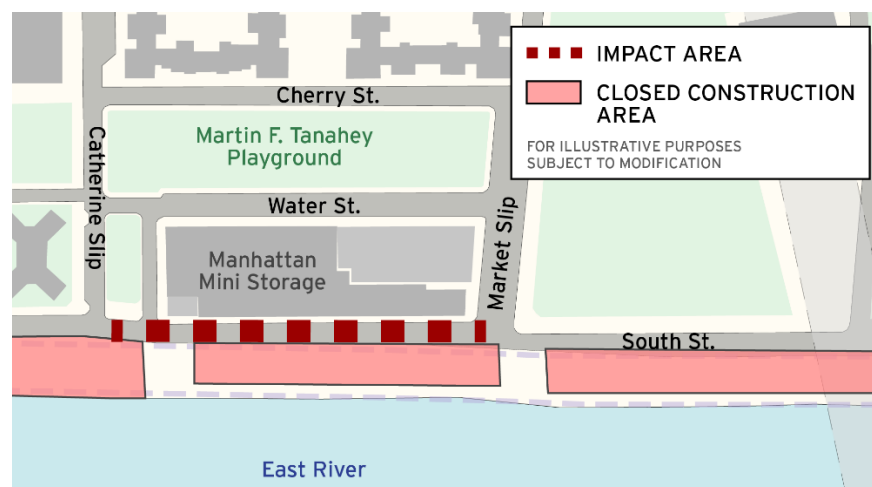 IMPACT AREA
CLOSED CONSTRUCTION
AREA
FOR ILLUSTRATIVE PURPOSES
SUBJECT TO MODIFICATION
Cherry St.
Martin F. Tanahey
Playground
Catherine Slip
Water St.
Market Slip
Manhattan
Mini Storage
South St.
East River